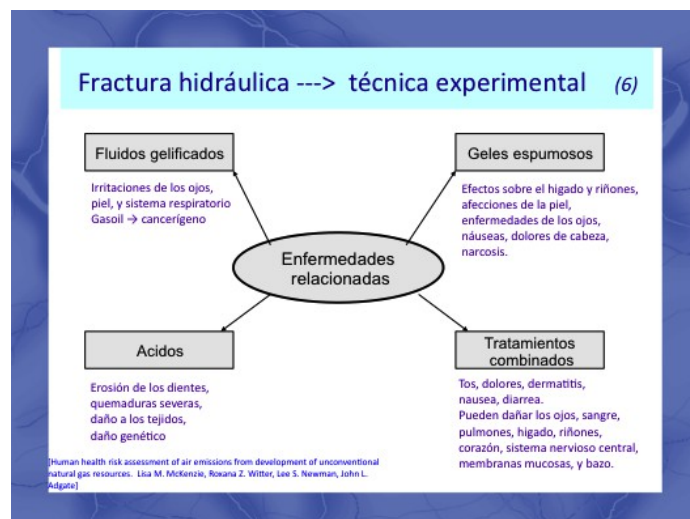 Fractura hidráulica ---> técnica experimental (6)
Fluidos gelificados
Irritaciones de los ojos,
piel, y sistema respiratorio
Gasoil → cancerígeno
Geles espumosos
Efectos sobre el higado y riñones,
afecciones de la piel,
enfermedades de los ojos,
náuseas, dolores de cabeza,
narcosis.
Enfermedades
relacionadas
Acidos
Erosión de los dientes,
quemaduras severas,
daño a los tejidos,
daño genético
Tratamientos
combinados
Tos, dolores, dermatitis,
nausea, diarrea.
Pueden dañar los ojos, sangre,
pulmones, higado, riñones,
corazón, sistema nervioso central,
membranas mucosas, y bazo.
[Human health risk assessment of air emissions from development of unconventional
natural gas resources. Lisa M. McKenzie, Roxana Z. Witter, Lee S. Newman, John L.
Adgate]